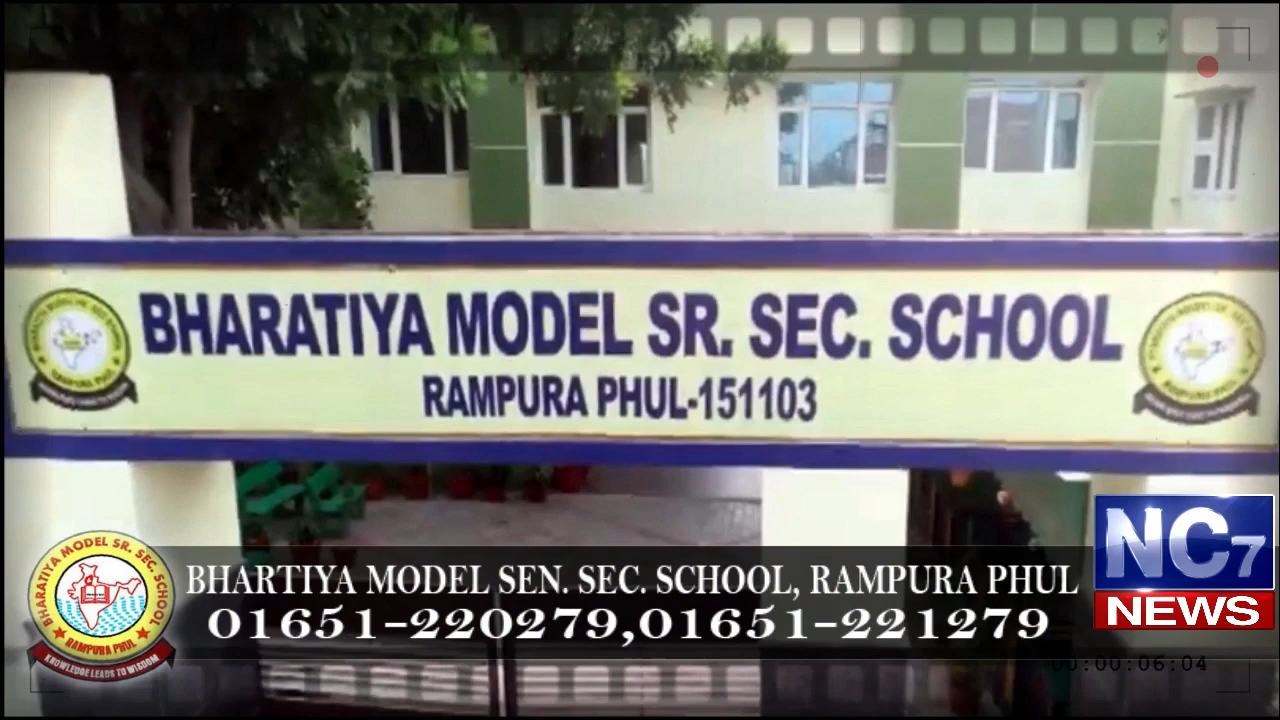 BHARATIYA MODEL SR. SEC. SCHOOL
RAMPURA PHUL-151103
BHARATIYA MODEL SR. SEC. SCHOOL
RAMPURA PHUL
KNOWLEDGE LEADS TO WISDOM
BHARTIYA MODEL SEN. SEC. SCHOOL, RAMPURA PHUL
01651-220279,01651-221279
NC7
NEWS
00:00:06:04